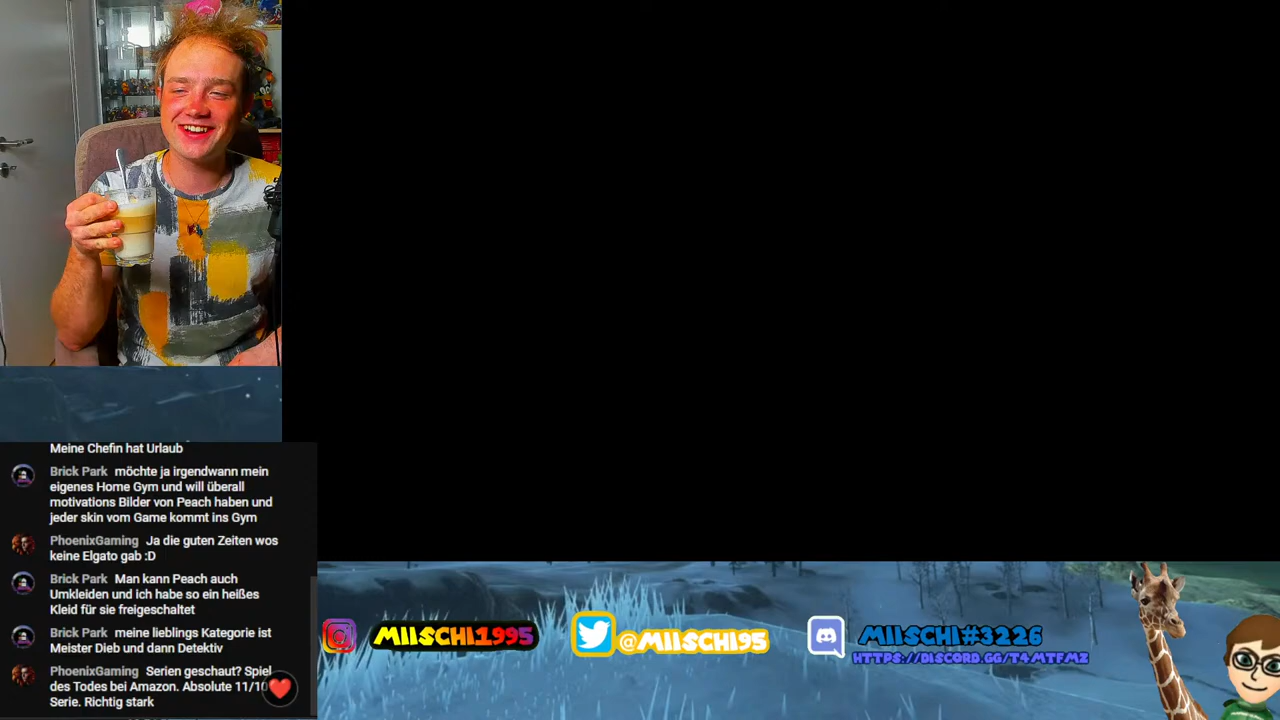 Meine Chefin hat Urlaub
Brick Park möchte ja irgendwann mein
eigenes Home Gym und will überall
motivations Bilder von Peach haben und
jeder skin vom Game kommt ins Gym
PhoenixGaming Ja die guten Zeiten wos
keine Elgato gab :D
Brick Park Man kann Peach auch
Umkleiden und ich habe so ein heißes
Kleid für sie freigeschaltet
Brick Park meine lieblings Kategorie ist
Meister Dieb und dann Detektiv
PhoenixGaming Serien geschaut? Spiel
des Todes bei Amazon. Absolute 11/10
Serie. Richtig stark
MIISCHI1995
@MIISCHI95
MIISCHI#3226
HTTPS://DISCORD.GG/T4MTFMZ